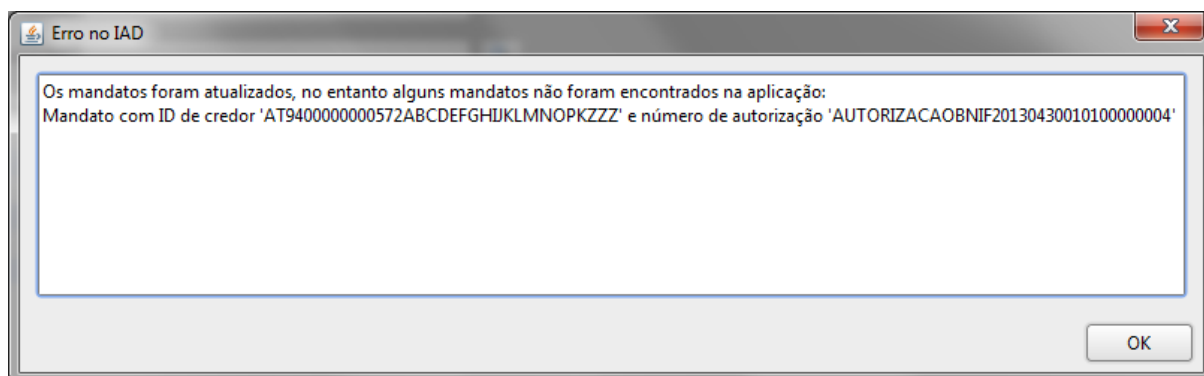 Erro no IAD
Os mandatos foram atualizados, no entanto alguns mandatos não foram encontrados na aplicação:
Mandato com ID de credor 'AT9400000000572ABCDEFGHIJKLMNOPKZZZ' e número de autorização 'AUTORIZACAOBNIF20130430010100000004'
OK